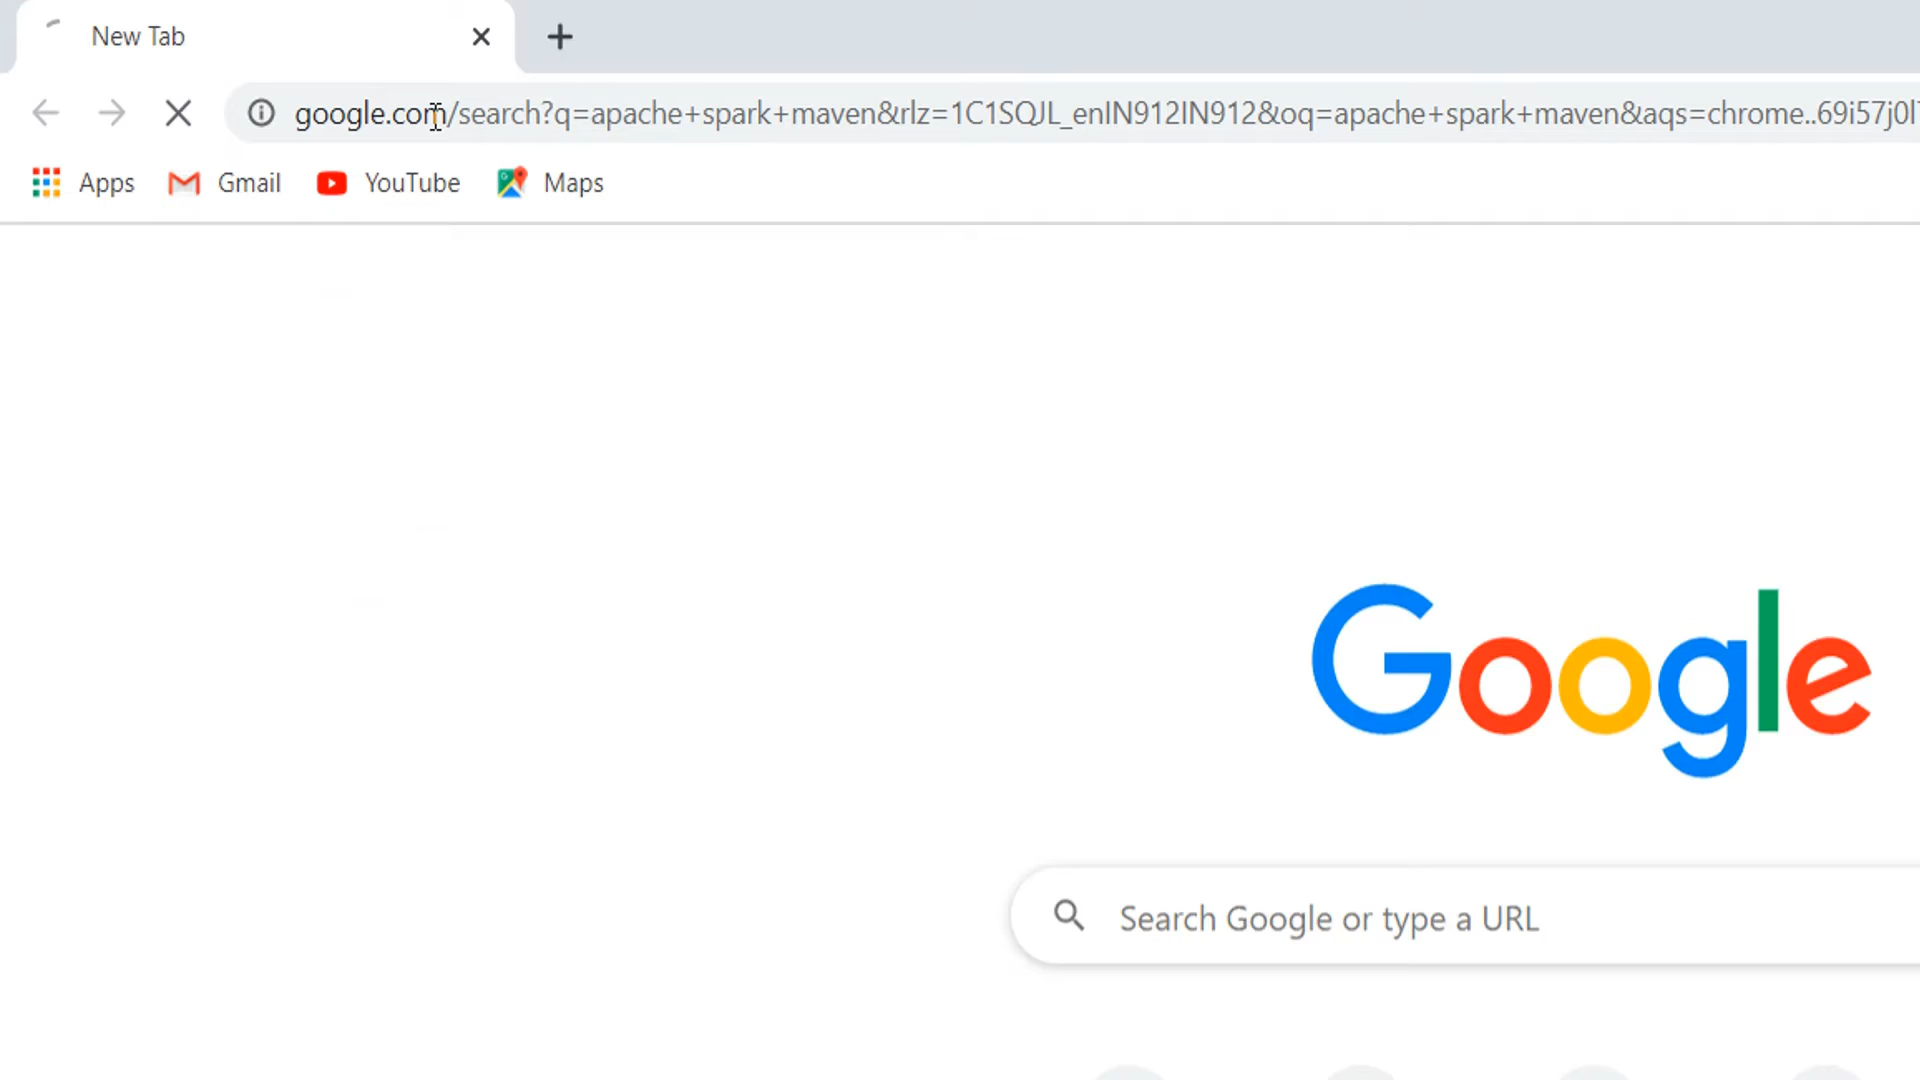 New Tab
google.com/search?q=apache+spark+maven&rlz=1C1SQJL_enIN912IN912&oq=apache+spark+maven&aqs=chrome..69i57j0l
Apps Gmail YouTube Maps
Google
Search Google or type a URL